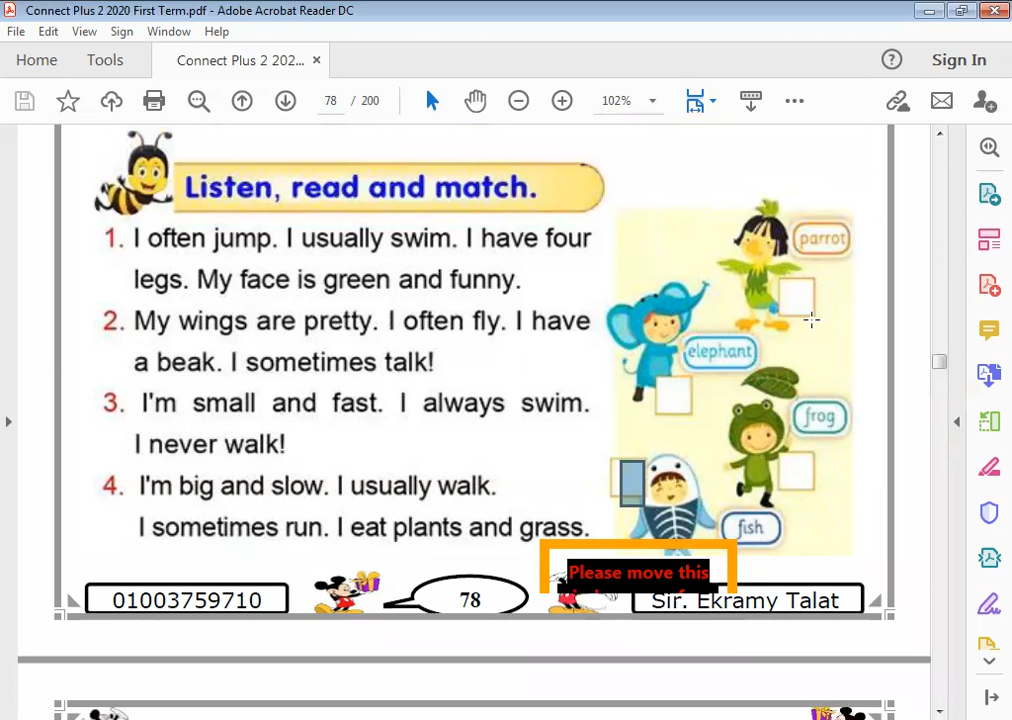 Connect Plus 2 2020 First Term.pdf - Adobe Acrobat Reader DC
File Edit View Sign Window Help
Home Tools Connect Plus 2 202... × Sign In
78 / 200 102%
Listen, read and match.
1. I often jump. I usually swim. I have four
legs. My face is green and funny.
2. My wings are pretty. I often fly. I have
a beak. I sometimes talk!
3. I'm small and fast. I always swim.
I never walk!
4. I'm big and slow. I usually walk.
I sometimes run. I eat plants and grass.
parrot
elephant
frog
fish
Please move this
01003759710
78
Sir. Ekramy Talat